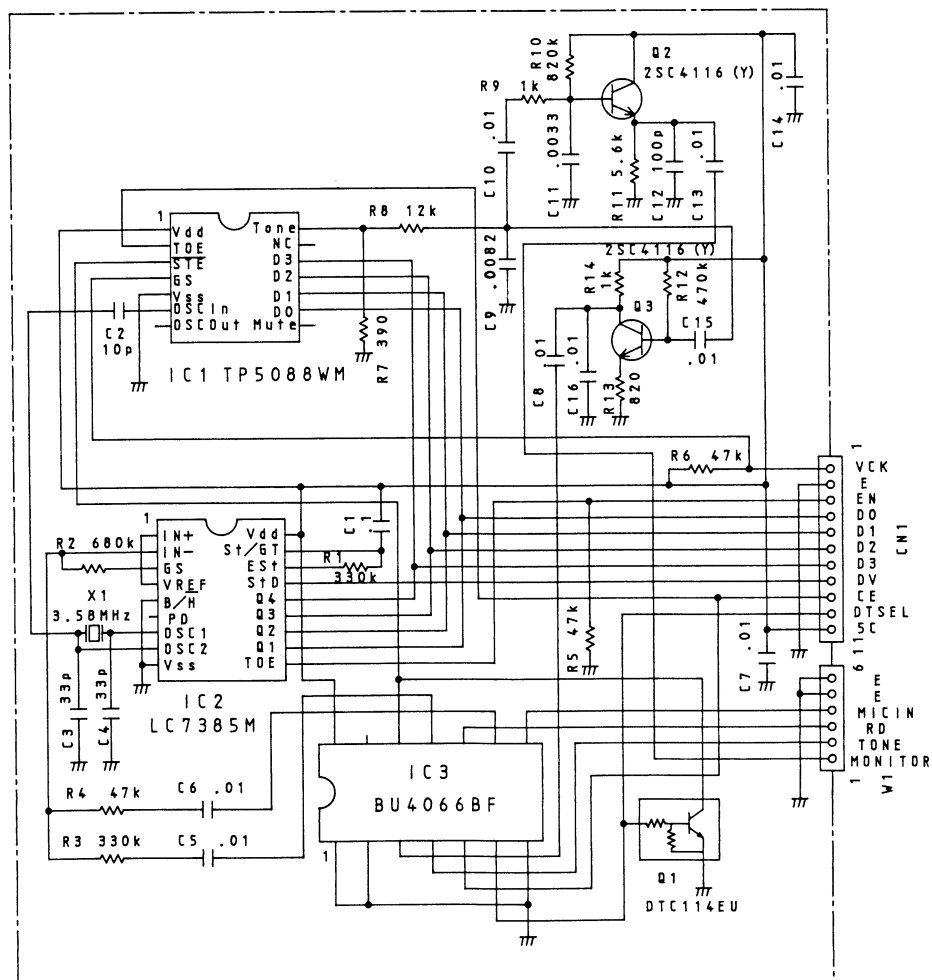 R10
820k
Q2
2SC4116 (Y)
R9 1k
C14 .01
C10 .01
C11 .0033
R11 5.6k
C12 100p
C13 .01
1
Vdd
TOE
STE
GS
Vss
OSCIn
OSCOut
Tone
NC
D3
D2
D1
D0
Mute
IC1 TP5088WM
R8 12k
R7 390
C2
10p
C9 .0082
2SC4116 (Y)
R14
1k
R12
470k
Q3
C15
.01
C8 .01
C16 .01
R13
820
R6 47k
C1
.1
R1
330k
R2 680k
X1
3.58MHz
1
IN+
IN-
GS
VREF
B/H
PD
OSC1
OSC2
Vss
Vdd
St/GT
ESt
StD
Q4
Q3
Q2
Q1
TOE
IC2
LC7385M
C3 33p
C4 33p
R5 47k
C7 .01
1
VCK
E
EN
D0
D1
D2
D3
DV
CE
DTSEL
5C
CN1
11
6
E
E
MICIN
RD
TONE
MONITOR
1
W1
IC3
BU4066BF
1
R4 47k
C6 .01
R3 330k
C5 .01
Q1
DTC114EU